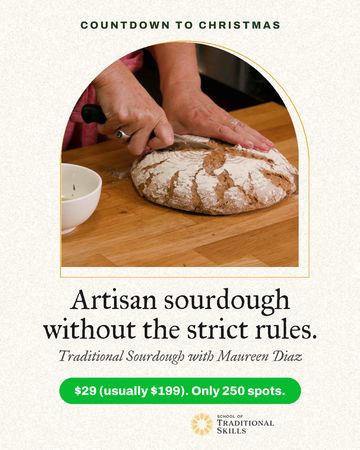 COUNTDOWN TO CHRISTMAS
Artisan sourdough
without the strict rules.
Traditional Sourdough with Maureen Diaz
$29 (usually $199). Only 250 spots.
SCHOOL OF
TRADITIONAL
SKILLS